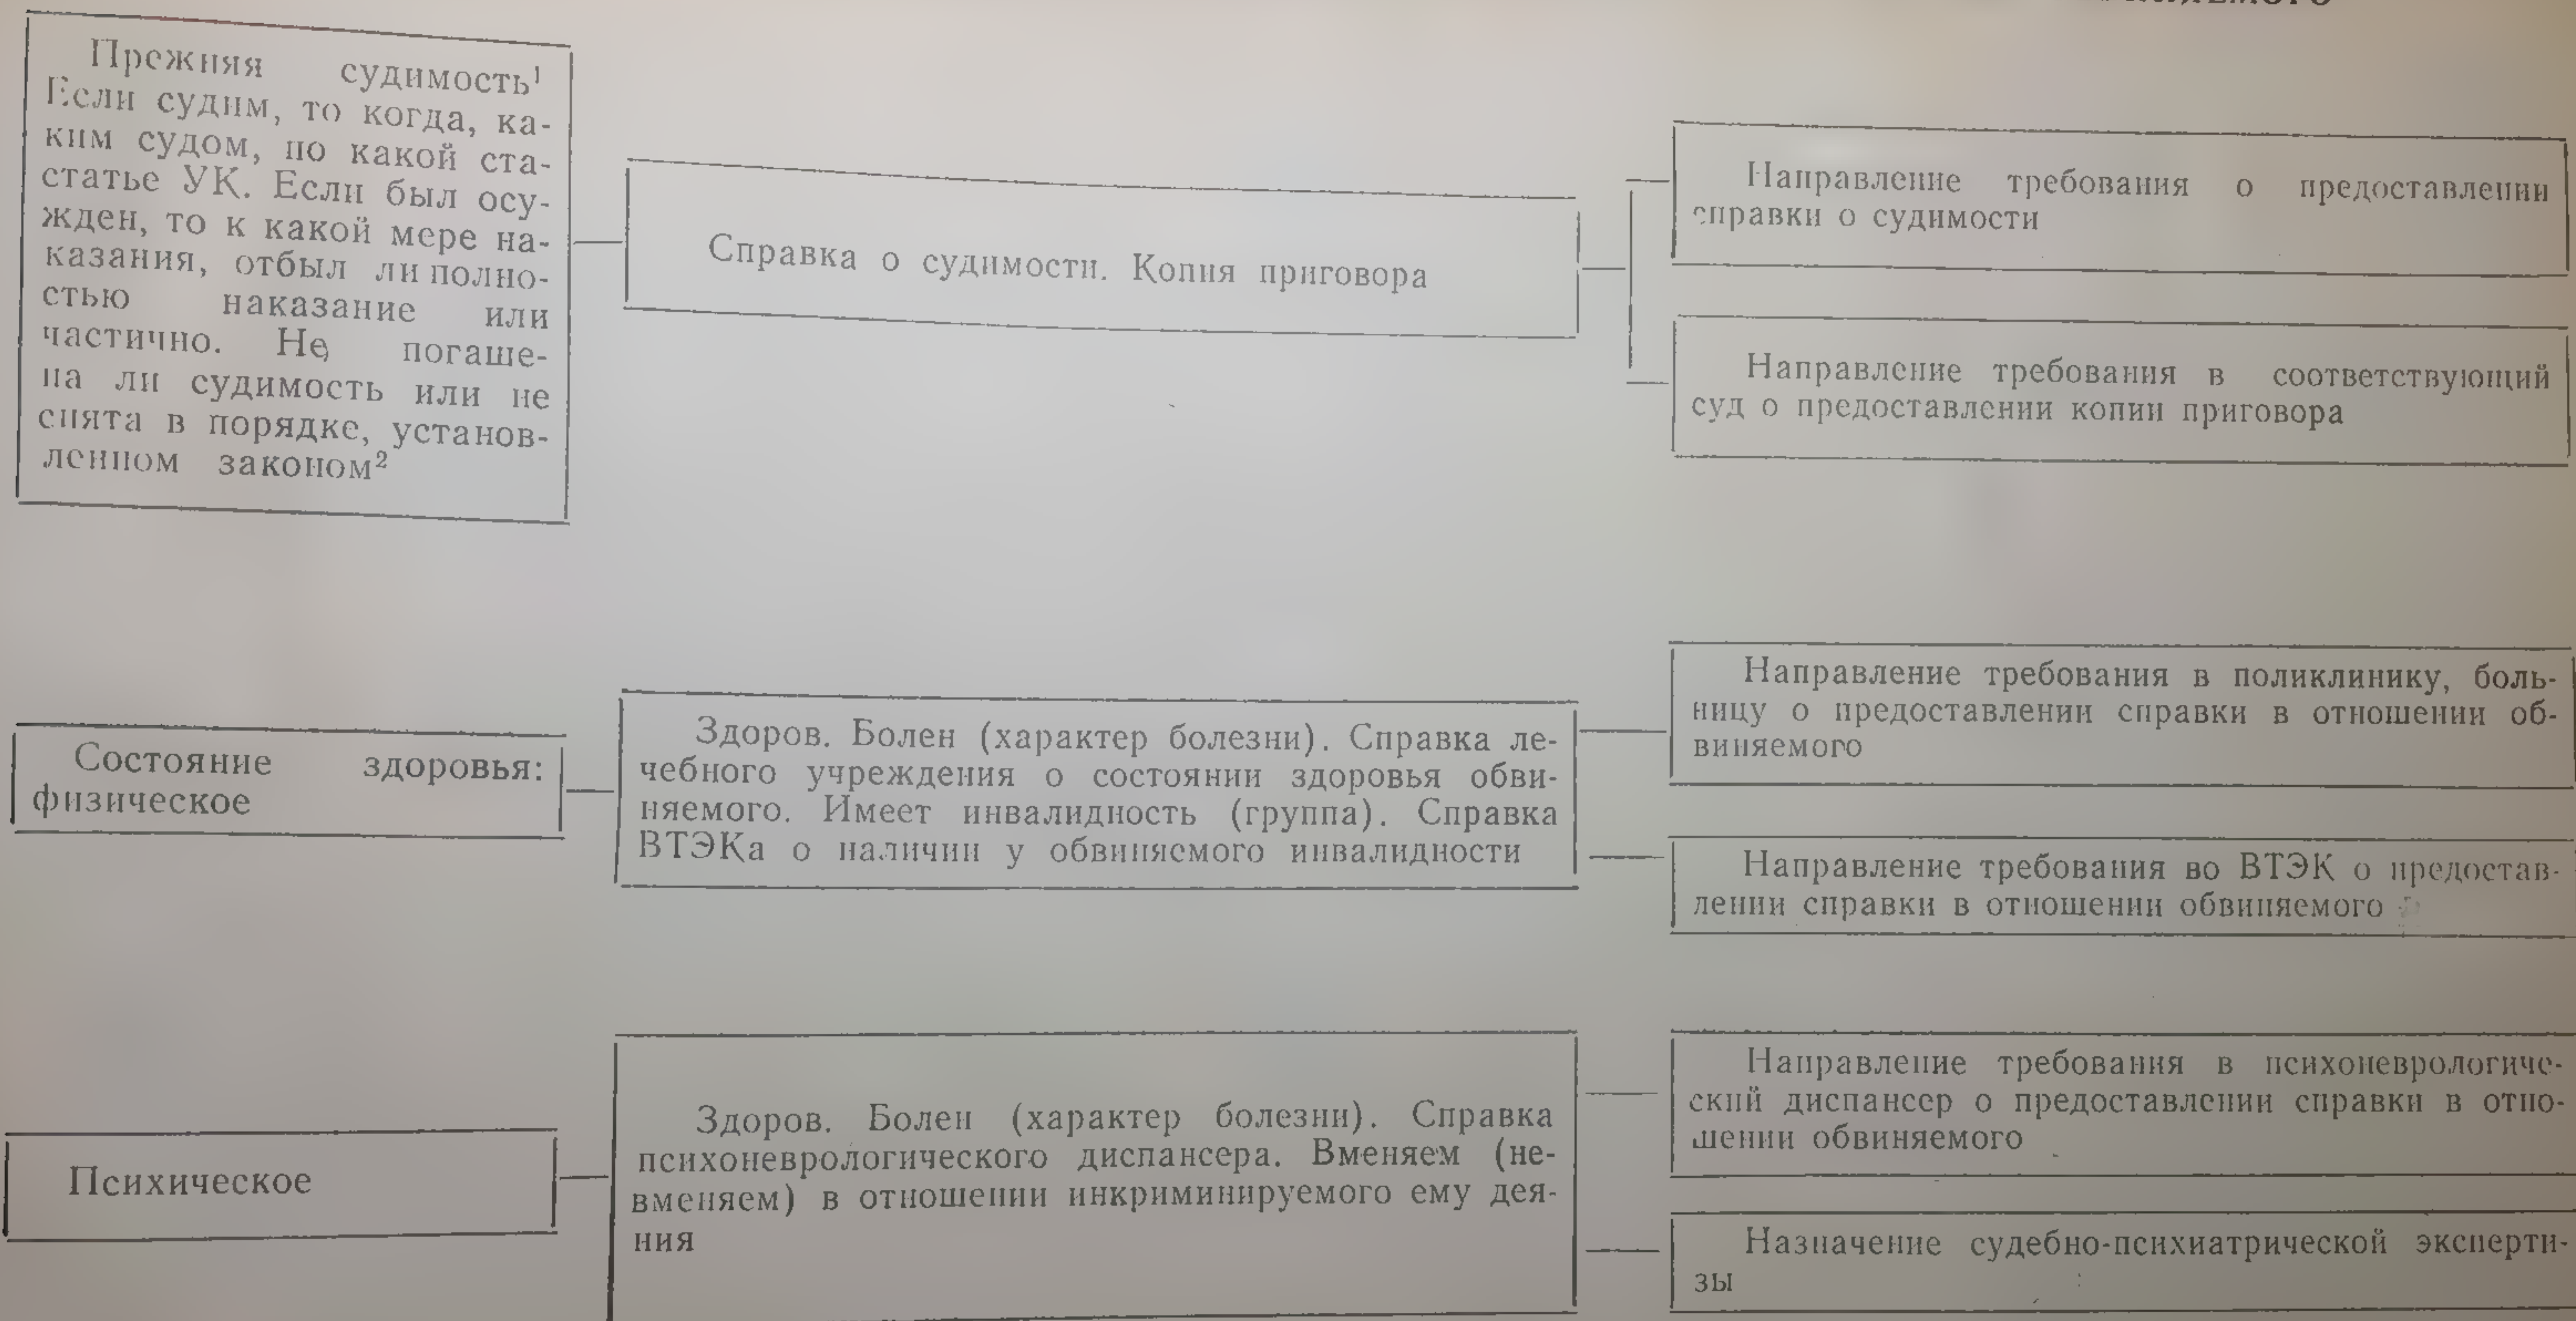 Прежняя судимость¹
Если судим, то когда, ка-
ким судом, по какой ста-
статье УК. Если был осу-
жден, то к какой мере на-
казания, отбыл ли полно-
стью наказание или
частично. Не погаше-
на ли судимость или не
снята в порядке, установ-
ленном законом²
Справка о судимости. Копия приговора
Направление требования о предоставлении
справки о судимости
Направление требования в соответствующий
суд о предоставлении копии приговора
Состояние здоровья:
физическое
Здоров. Болен (характер болезни). Справка ле-
чебного учреждения о состоянии здоровья обви-
няемого. Имеет инвалидность (группа). Справка
ВТЭКа о наличии у обвиняемого инвалидности
Направление требования в поликлинику, боль-
ницу о предоставлении справки в отношении об-
виняемого
Направление требования во ВТЭК о предостав-
лении справки в отношении обвиняемого
Психическое
Здоров. Болен (характер болезни). Справка
психоневрологического диспансера. Вменяем (не-
вменяем) в отношении инкриминируемого ему дея-
ния
Направление требования в психоневрологиче-
ский диспансер о предоставлении справки в отно-
шении обвиняемого
Назначение судебно-психиатрической эксперти-
зы